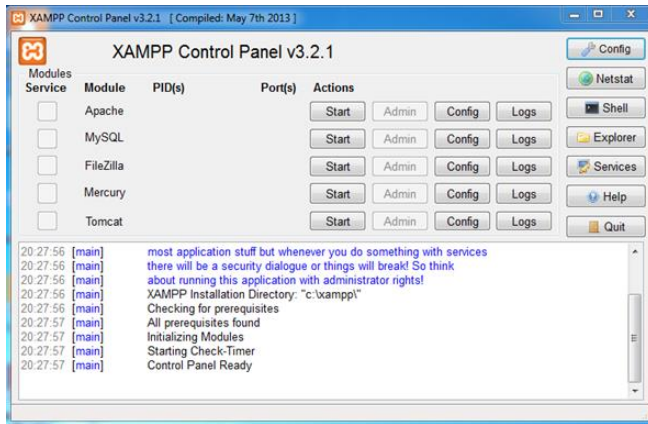 XAMPP Control Panel v3.2.1 [ Compiled: May 7th 2013 ]
XAMPP Control Panel v3.2.1
Config
Modules
Service Module PID(s) Port(s) Actions
Netstat
Apache Start Admin Config Logs
Shell
MySQL Start Admin Config Logs
Explorer
FileZilla Start Admin Config Logs
Services
Mercury Start Admin Config Logs
Help
Tomcat Start Admin Config Logs
Quit
20:27:56 [main] most application stuff but whenever you do something with services
20:27:56 [main] there will be a security dialogue or things will break! So think
20:27:56 [main] about running this application with administrator rights!
20:27:56 [main] XAMPP Installation Directory: "c:\xampp\"
20:27:56 [main] Checking for prerequisites
20:27:57 [main] All prerequisites found
20:27:57 [main] Initializing Modules
20:27:57 [main] Starting Check-Timer
20:27:57 [main] Control Panel Ready